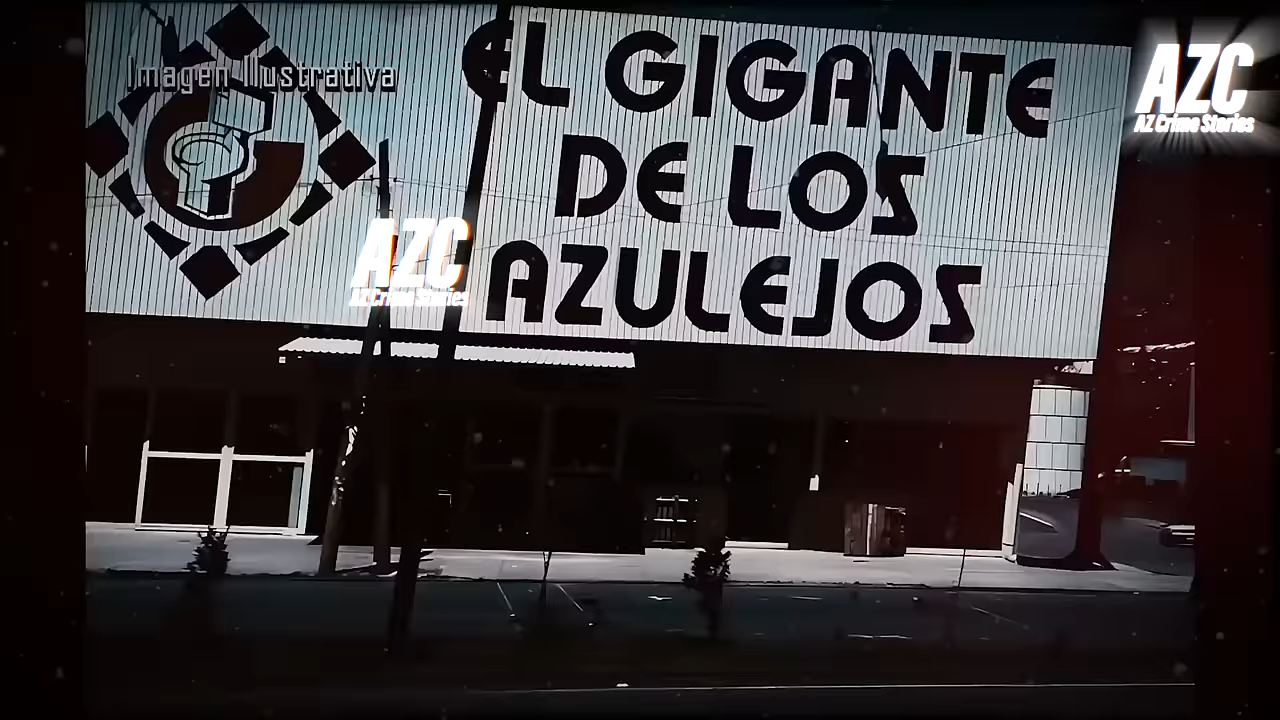 EL GIGANTE
DE LOS
AZULEJOS
Imagen Ilustrativa
AZC
AZ Crime Stories
AZC
AZ Crime Stories